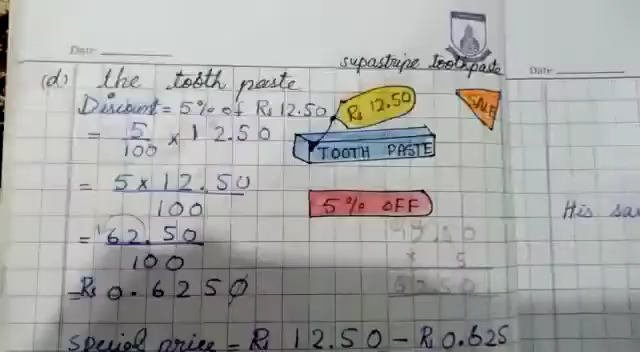 Date:
supastripe toothpaste
Date:
(d) the tooth paste
Discount = 5% of Rs 12.50
Rs 12.50
SALE
= 5/100 × 12.50
TOOTH PASTE
= 5×12.50
100
5% OFF
His
= 62.50
100
× 5
= Rs 0.6250
special price = Rs 12.50 - Rs 0.625